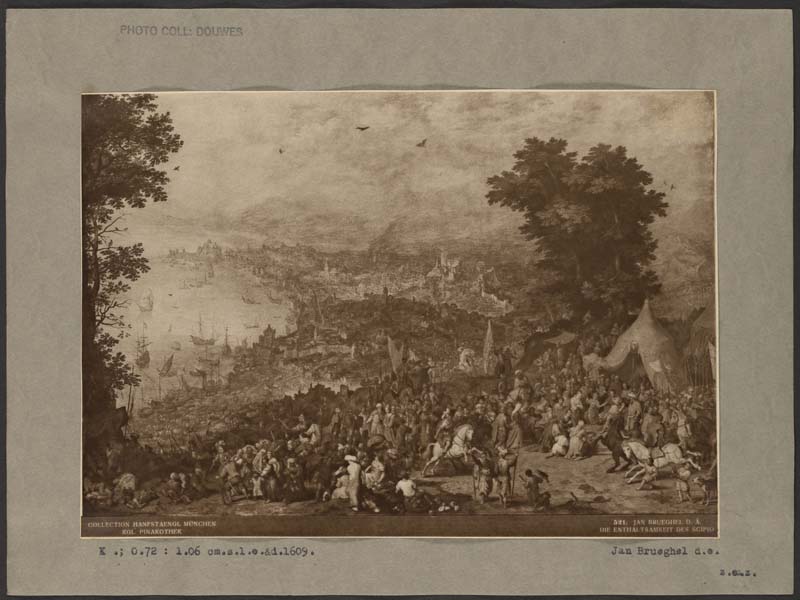 PHOTO COLL: DOUWES
COLLECTION HANFSTAENGL MÜNCHEN
KGL. PINAKOTHEK
521. JAN BRUEGHEL D. Ä.
DIE ENTHALTSAMKEIT DES SCIPIO
K .; 0.72 : 1.06 cm.s.l.e.&d.1609.
Jan Brueghel d.e.